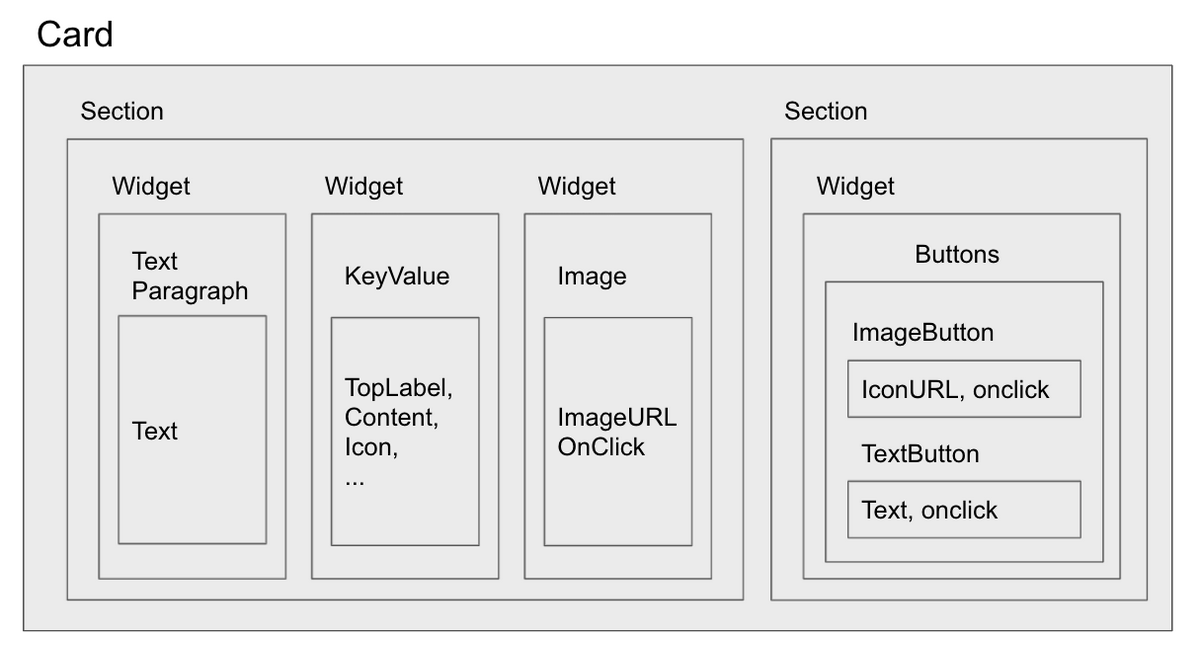 Card
Section
Widget
Text
Paragraph
Text
Widget
KeyValue
TopLabel,
Content,
Icon,
...
Widget
Image
ImageURL
OnClick
Section
Widget
Buttons
ImageButton
IconURL, onclick
TextButton
Text, onclick